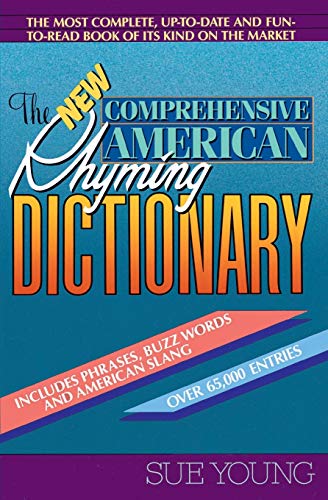 THE MOST COMPLETE, UP-TO-DATE AND FUN-
TO-READ BOOK OF ITS KIND ON THE MARKET
The NEW
COMPREHENSIVE
AMERICAN
Rhyming
DICTIONARY
INCLUDES PHRASES, BUZZ WORDS
AND AMERICAN SLANG
OVER 65,000 ENTRIES
SUE YOUNG